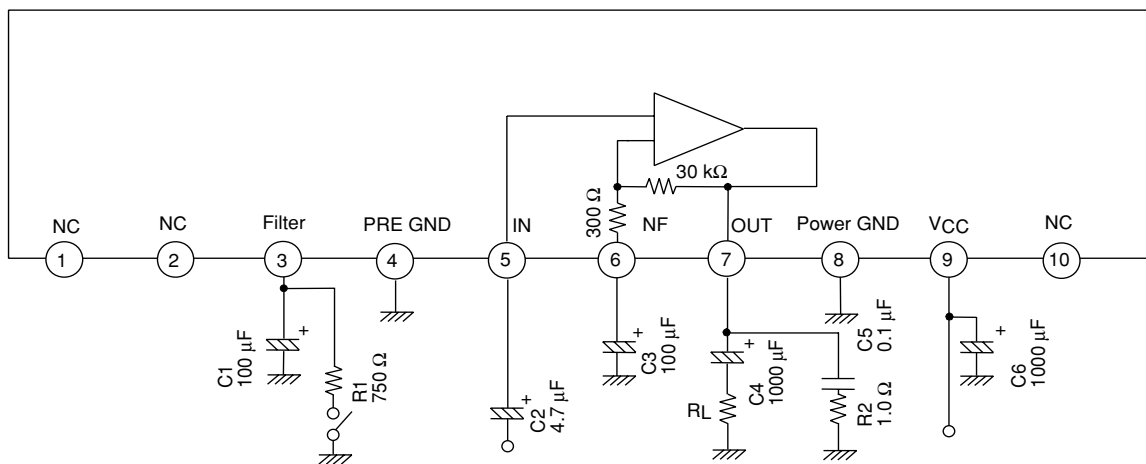 30 kΩ
300 Ω
NC
NC
Filter
PRE GND
IN
NF
OUT
Power GND
VCC
NC
1
2
3
4
5
6
7
8
9
10
+
C1
100 µF
R1
750 Ω
+
C2
4.7 µF
+
C3
100 µF
+
C4
1000 µF
RL
C5
0.1 µF
R2
1.0 Ω
+
C6
1000 µF